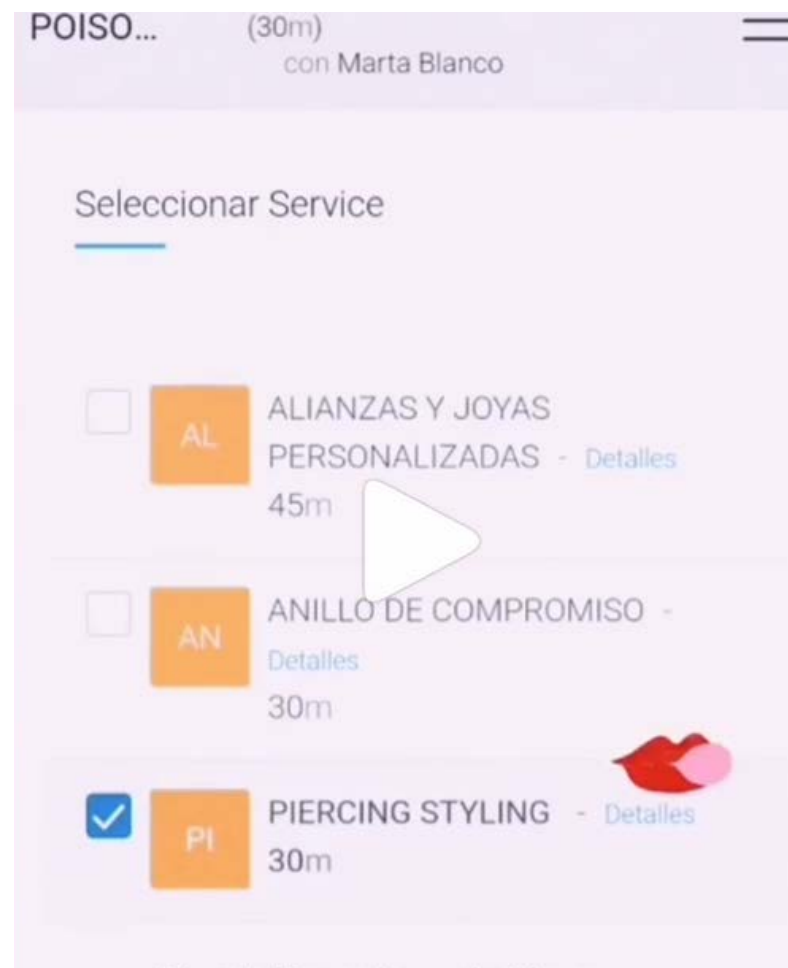 POISO... (30m)
con Marta Blanco
Seleccionar Service
AL
ALIANZAS Y JOYAS
PERSONALIZADAS - Detalles
45m
AN
ANILLO DE COMPROMISO -
Detalles
30m
PI
PIERCING STYLING - Detalles
30m